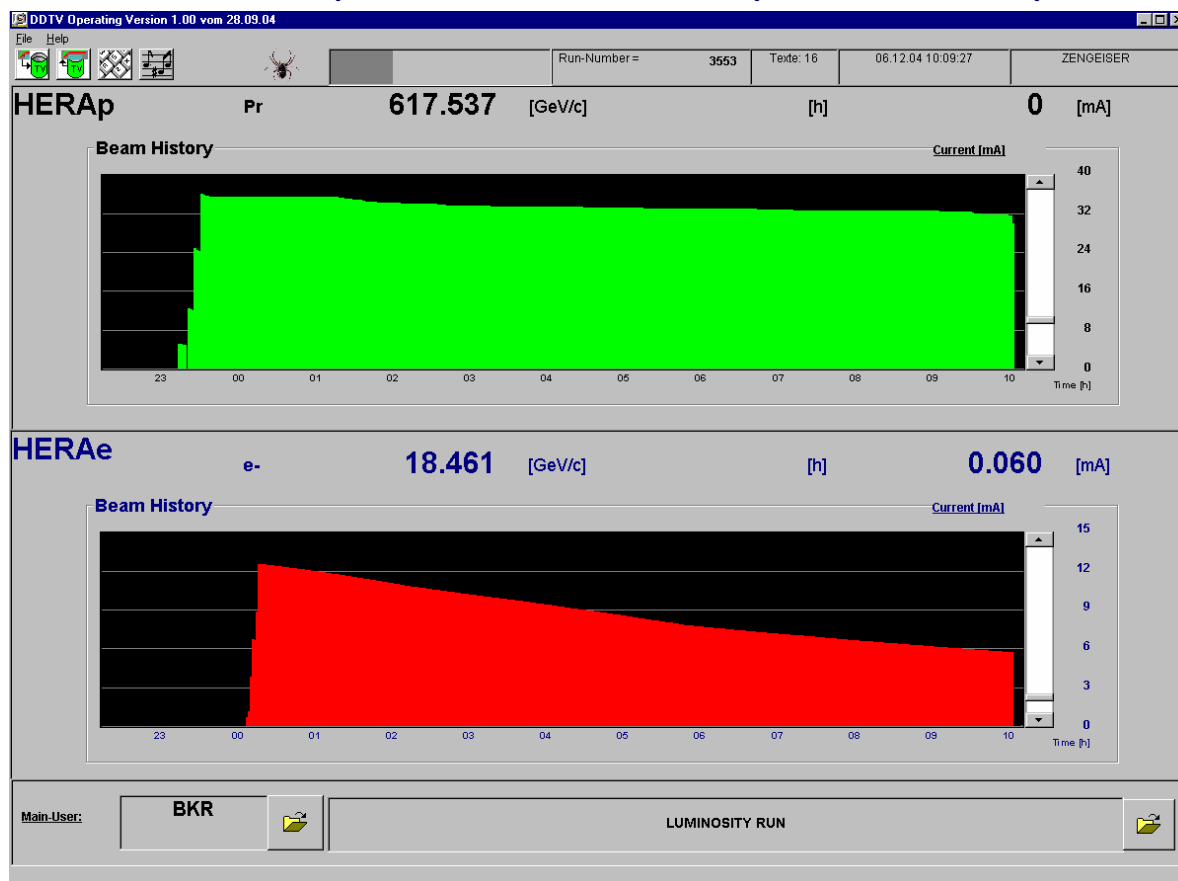 DDTV Operating Version 1.00 vom 28.09.04
File Help
TV TV Run-Number = 3553 Texte: 16 06.12.04 10:09:27 ZENGEISER
HERAp Pr 617.537 [GeV/c] [h] 0 [mA]
Beam History Current [mA]
40
32
24
16
8
0
23 00 01 02 03 04 05 06 07 08 09 10
Time [h]
HERAe e- 18.461 [GeV/c] [h] 0.060 [mA]
Beam History Current [mA]
15
12
9
6
3
0
23 00 01 02 03 04 05 06 07 08 09 10
Time [h]
Main-User: BKR LUMINOSITY RUN